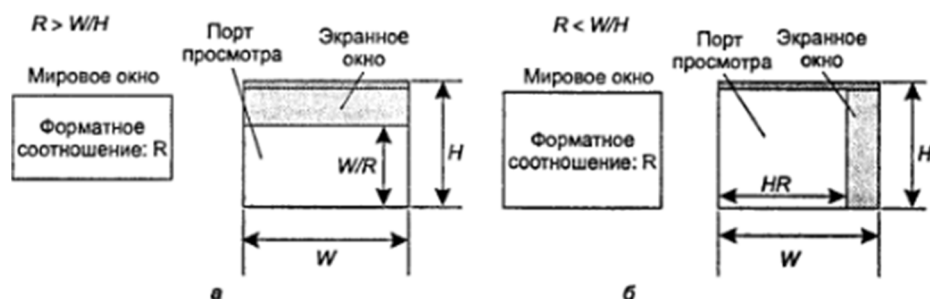 R > W/H
Порт
просмотра
Экранное
окно
Мировое окно
Форматное
соотношение: R
W/R
H
W
а
R < W/H
Порт
просмотра
Экранное
окно
Мировое окно
Форматное
соотношение: R
HR
H
W
б